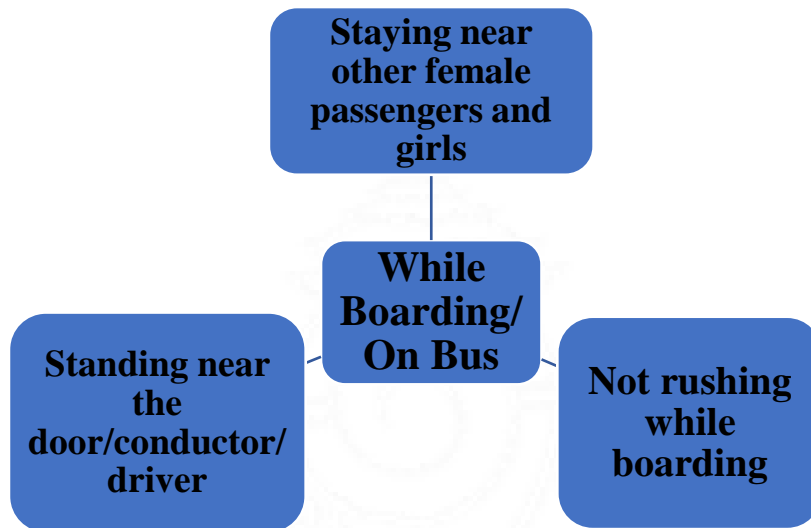 Staying near
other female
passengers and
girls
While
Boarding/
On Bus
Standing near
the
door/conductor/
driver
Not rushing
while
boarding